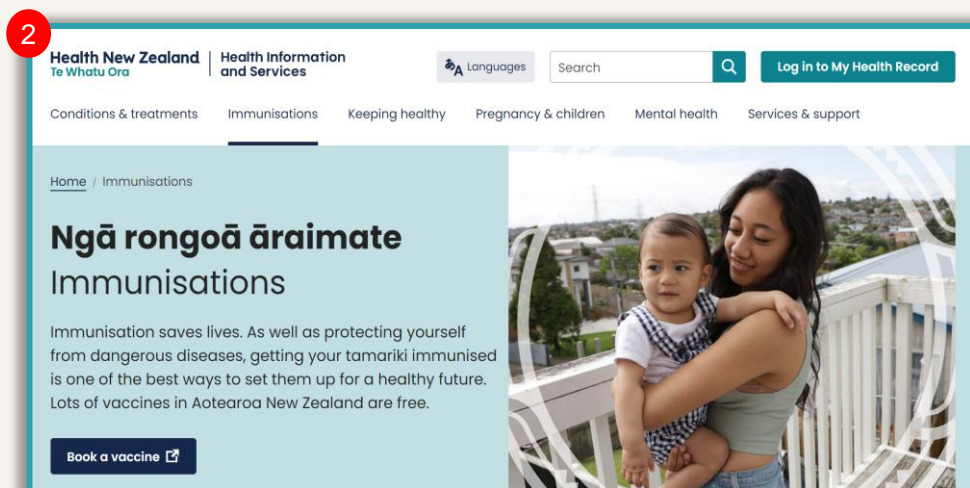 2
Health New Zealand
Te Whatu Ora
Health Information
and Services
Languages
Search
Log in to My Health Record
Conditions & treatments
Immunisations
Keeping healthy
Pregnancy & children
Mental health
Services & support
Home / Immunisations
Ngā rongoā āraimate
Immunisations
Immunisation saves lives. As well as protecting yourself
from dangerous diseases, getting your tamariki immunised
is one of the best ways to set them up for a healthy future.
Lots of vaccines in Aotearoa New Zealand are free.
Book a vaccine